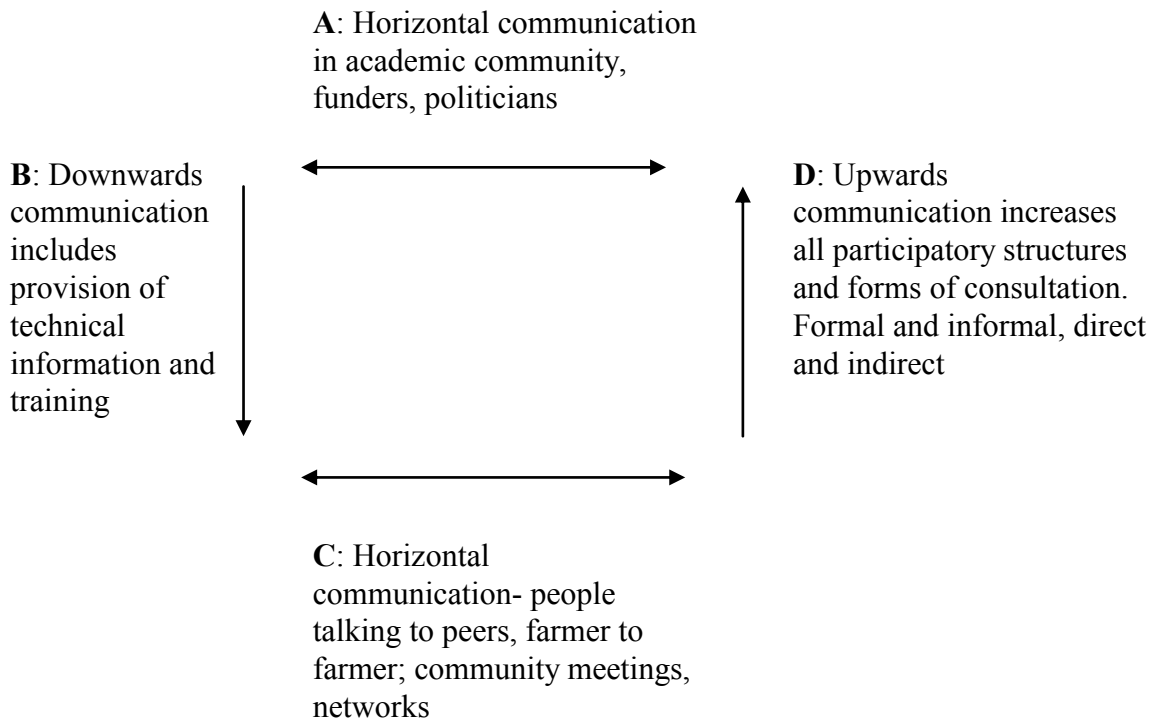 A: Horizontal communication
in academic community,
funders, politicians
B: Downwards
communication
includes
provision of
technical
information and
training
D: Upwards
communication increases
all participatory structures
and forms of consultation.
Formal and informal, direct
and indirect
C: Horizontal
communication- people
talking to peers, farmer to
farmer; community meetings,
networks